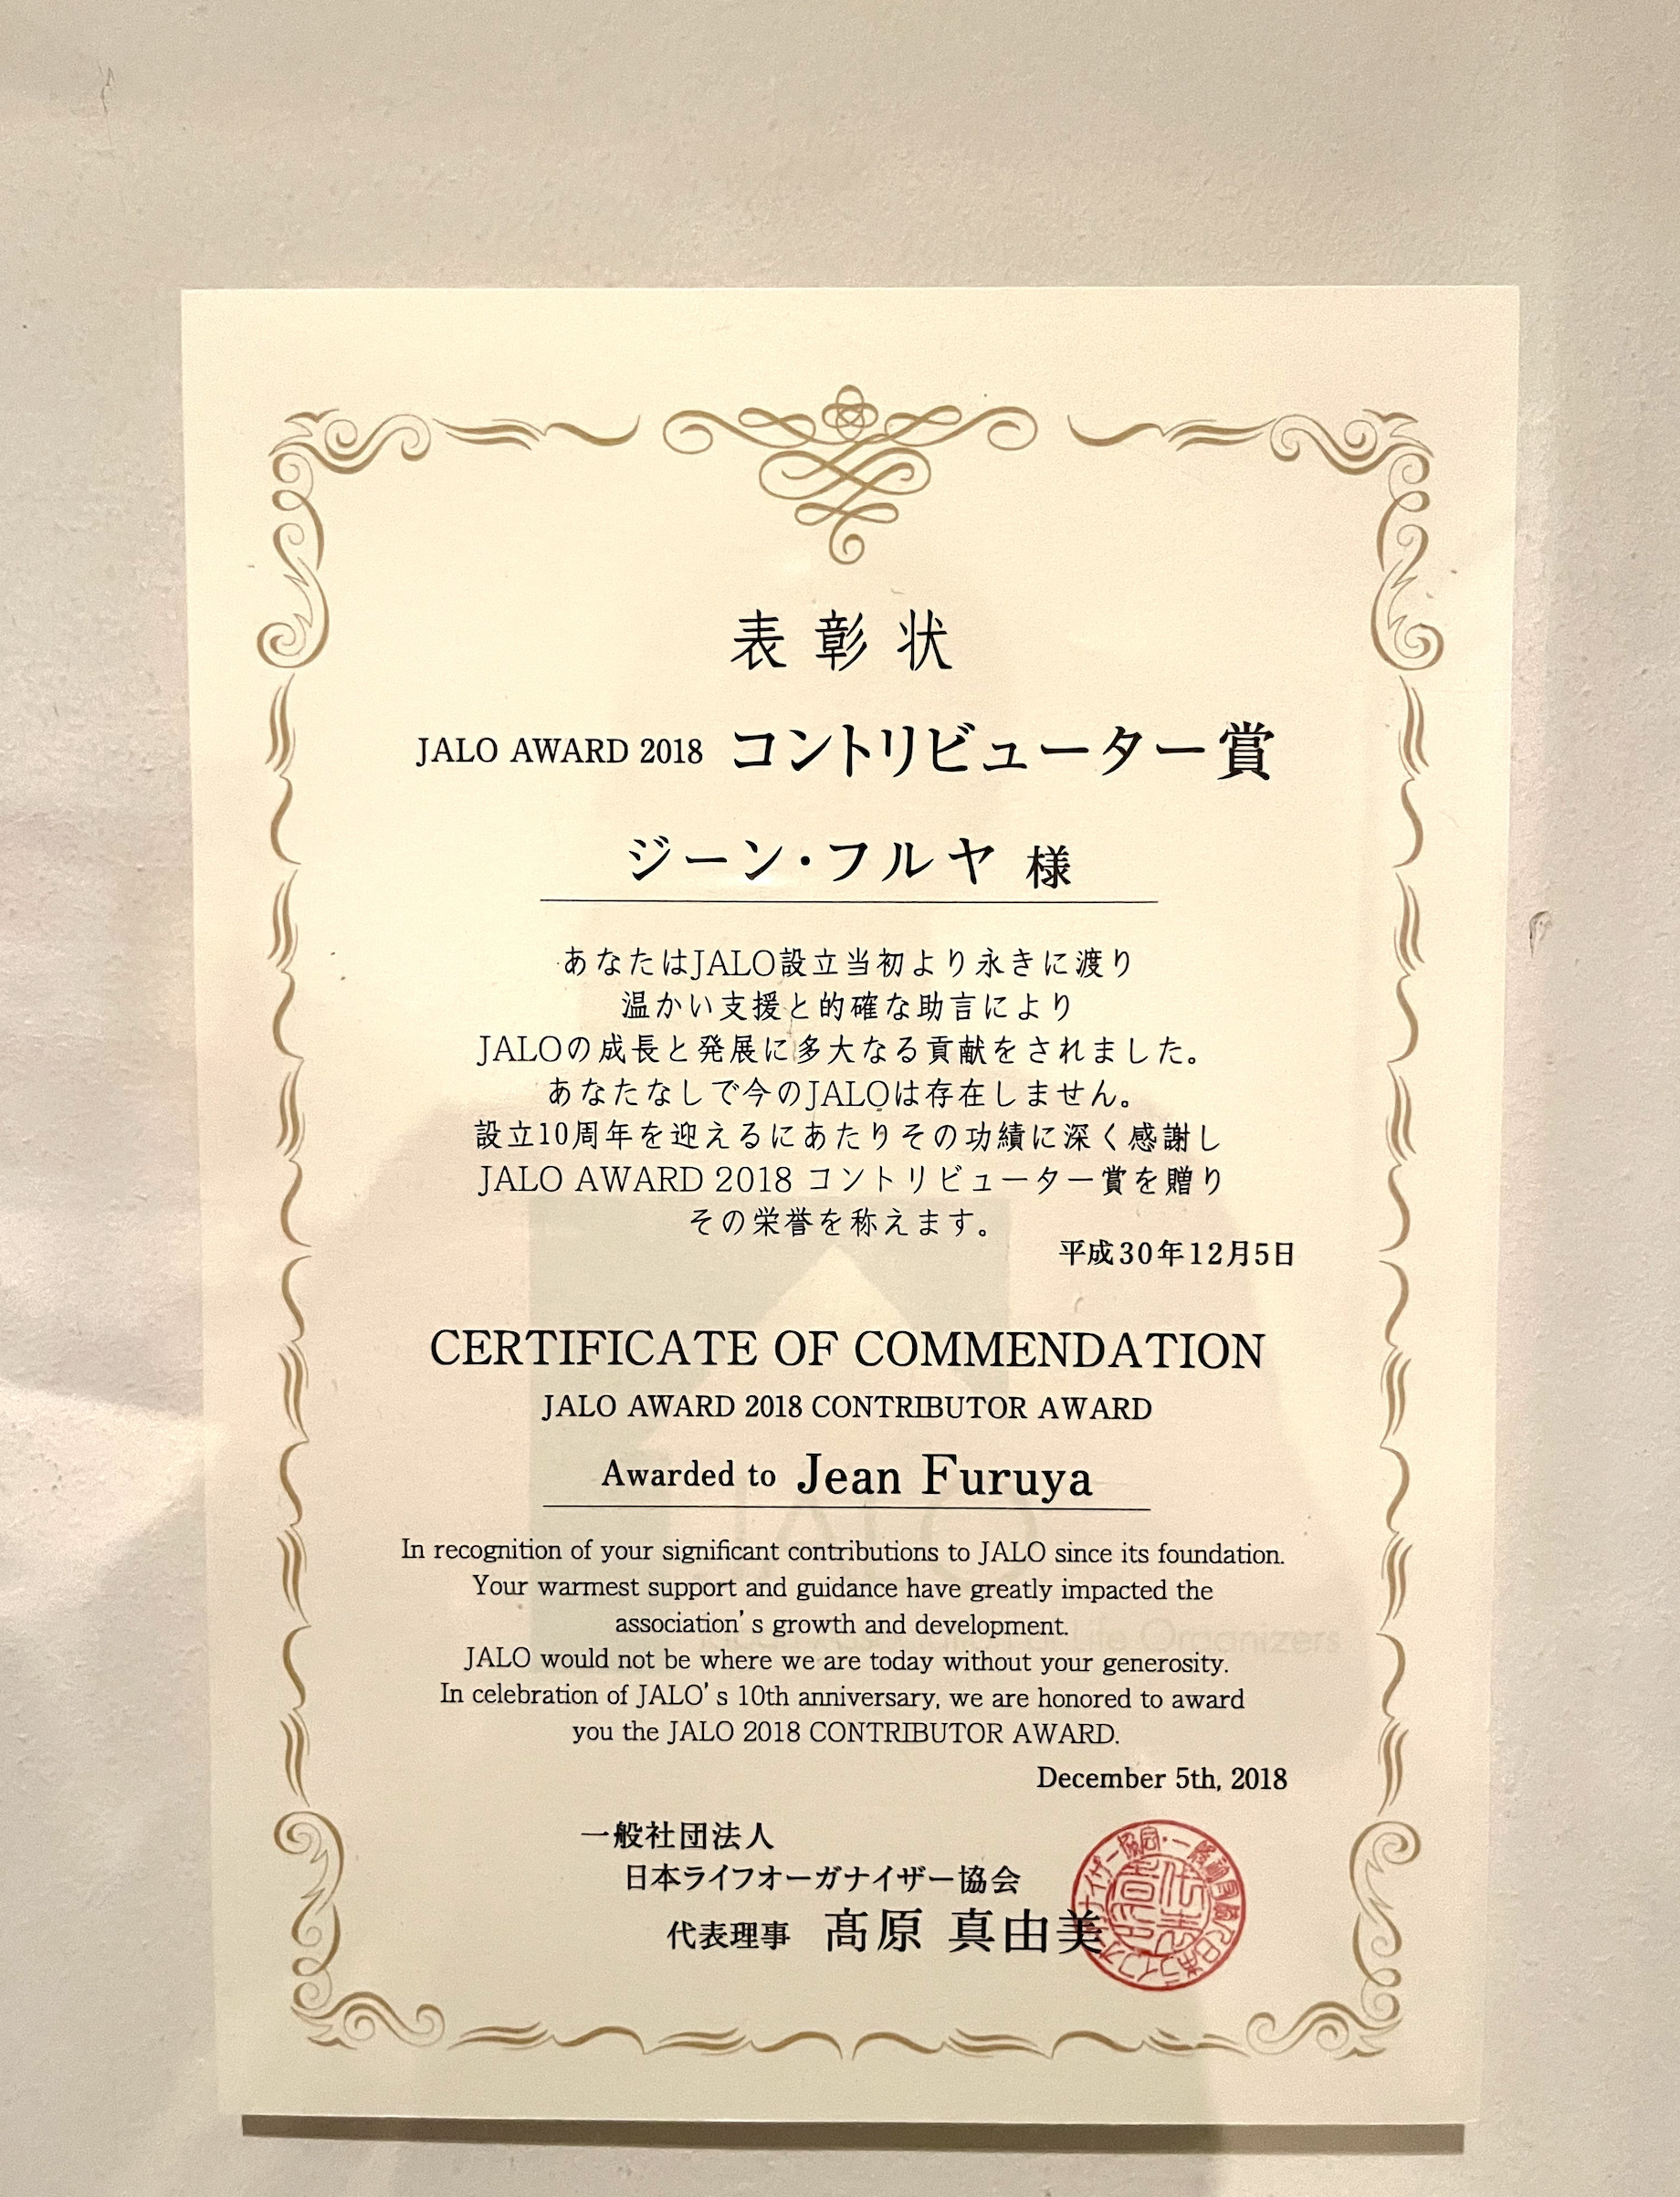 表彰状
JALO AWARD 2018 コントリビューター賞
ジーン・フルヤ 様
あなたはJALO設立当初より永きに渡り
温かい支援と的確な助言により
JALOの成長と発展に多大なる貢献をされました。
あなたなしで今のJALOは存在しません。
設立10周年を迎えるにあたりその功績に深く感謝し
JALO AWARD 2018 コントリビューター賞を贈り
その栄誉を称えます。
平成30年12月5日
CERTIFICATE OF COMMENDATION
JALO AWARD 2018 CONTRIBUTOR AWARD
Awarded to Jean Furuya
In recognition of your significant contributions to JALO since its foundation.
Your warmest support and guidance have greatly impacted the
association's growth and development.
JALO would not be where we are today without your generosity.
In celebration of JALO's 10th anniversary, we are honored to award
you the JALO 2018 CONTRIBUTOR AWARD.
December 5th, 2018
JALO
Life Organizers
一般社団法人
日本ライフオーガナイザー協会
代表理事 髙原 真由美